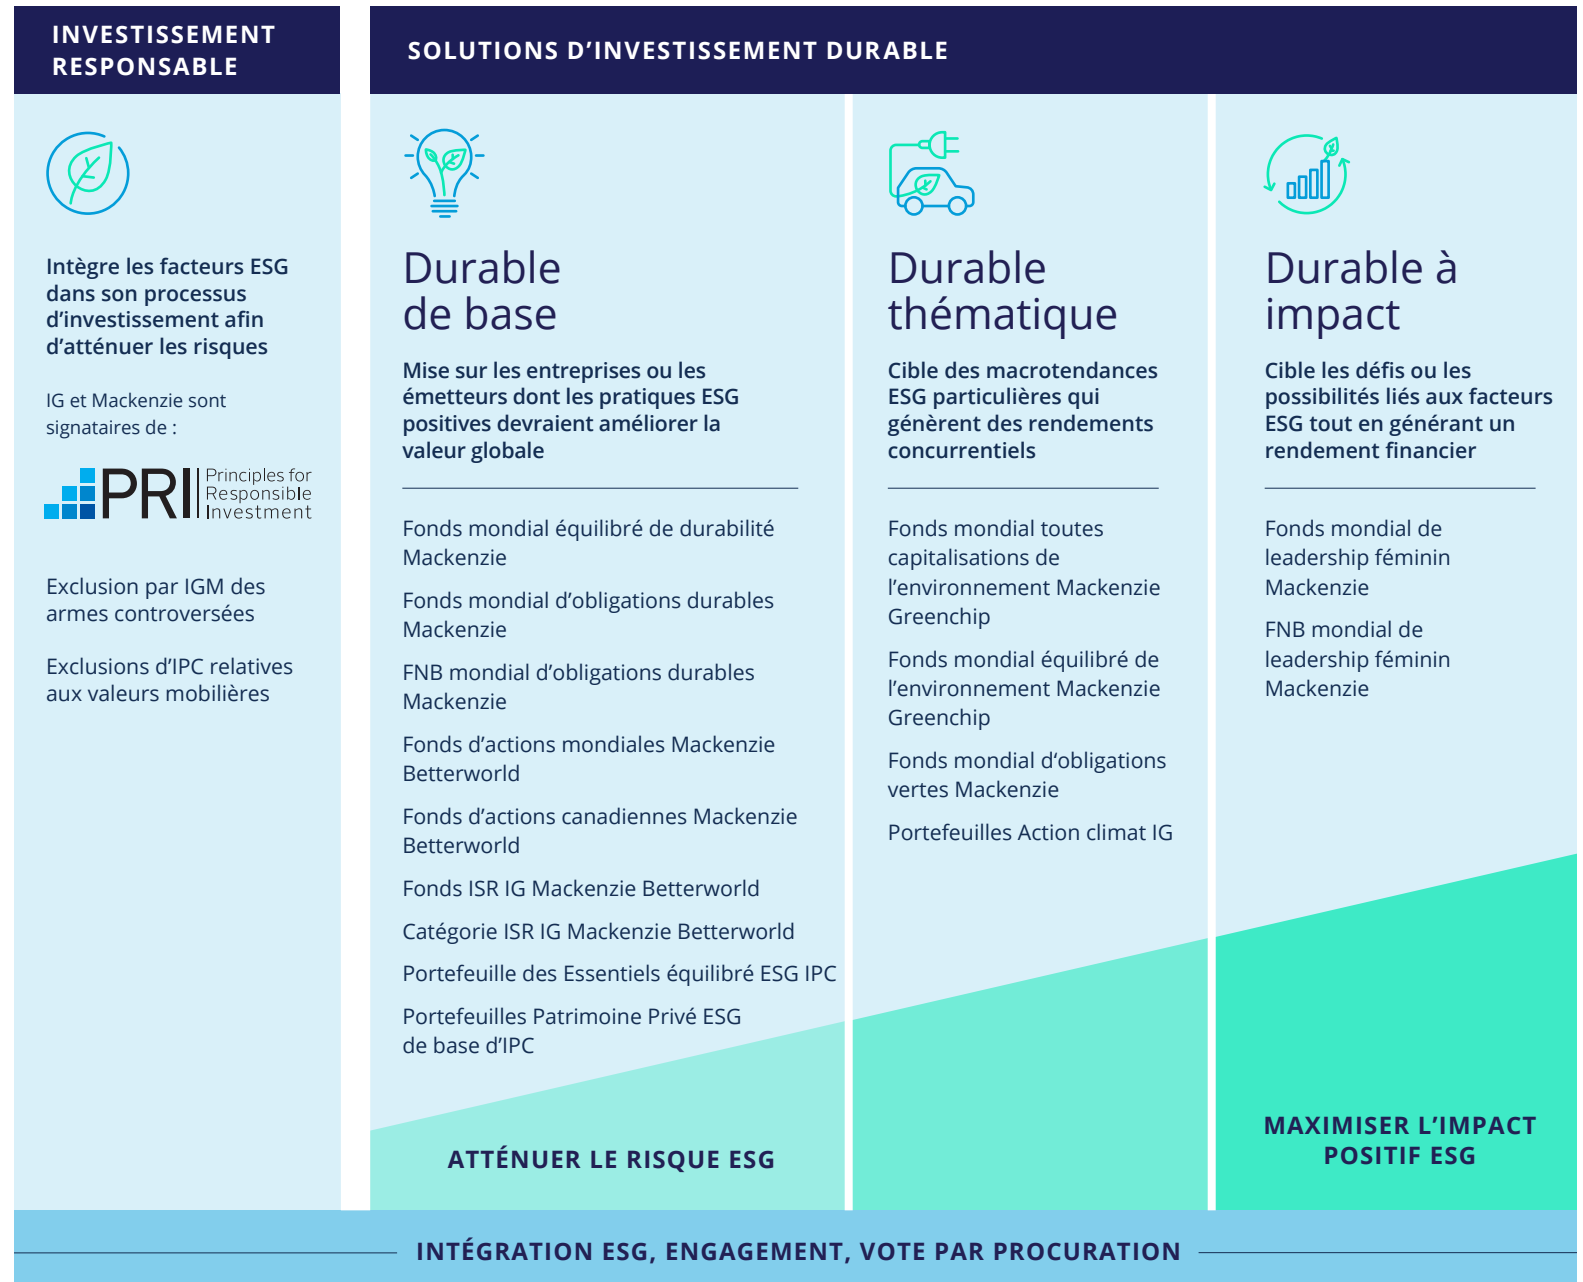 INVESTISSEMENT
RESPONSABLE
Intègre les facteurs ESG
dans son processus
d’investissement afin
d’atténuer les risques
IG et Mackenzie sont
signataires de :
PRI
Principles for
Responsible
Investment
Exclusion par IGM des
armes controversées
Exclusions d’IPC relatives
aux valeurs mobilières
SOLUTIONS D’INVESTISSEMENT DURABLE
Durable
de base
Mise sur les entreprises ou les
émetteurs dont les pratiques ESG
positives devraient améliorer la
valeur globale
Fonds mondial équilibré de durabilité
Mackenzie
Fonds mondial d’obligations durables
Mackenzie
FNB mondial d’obligations durables
Mackenzie
Fonds d’actions mondiales Mackenzie
Betterworld
Fonds d’actions canadiennes Mackenzie
Betterworld
Fonds ISR IG Mackenzie Betterworld
Catégorie ISR IG Mackenzie Betterworld
Portefeuille des Essentiels équilibré ESG IPC
Portefeuilles Patrimoine Privé ESG
de base d’IPC
ATTÉNUER LE RISQUE ESG
Durable
thématique
Cible des macrotendances
ESG particulières qui
génèrent des rendements
concurrentiels
Fonds mondial toutes
capitalisations de
l’environnement Mackenzie
Greenchip
Fonds mondial équilibré de
l’environnement Mackenzie
Greenchip
Fonds mondial d‘obligations
vertes Mackenzie
Portefeuilles Action climat IG
Durable à
impact
Cible les défis ou les
possibilités liés aux facteurs
ESG tout en générant un
rendement financier
Fonds mondial de
leadership féminin
Mackenzie
FNB mondial de
leadership féminin
Mackenzie
MAXIMISER L’IMPACT
POSITIF ESG
INTÉGRATION ESG, ENGAGEMENT, VOTE PAR PROCURATION